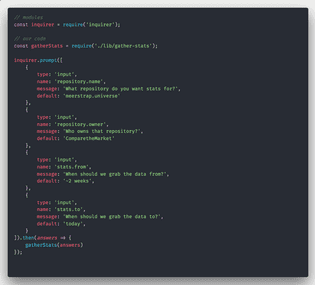 // modules
const inquirer = require('inquirer');
// our code
const gatherStats = require('./lib/gather-stats');
inquirer.prompt([
{
type: 'input',
name: 'repository.name',
message: 'What repository do you want stats for?',
default: 'meerstrap.universe'
},
{
type: 'input',
name: 'repository.owner',
message: 'Who owns that repository?',
default: 'ComparetheMarket'
},
{
type: 'input',
name: 'stats.from',
message: 'When should we grab the data from?',
default: '-2 weeks',
},
{
type: 'input',
name: 'stats.to',
message: 'When should we grab the data to?',
default: 'today',
}
]).then(answers => {
gatherStats(answers)
});